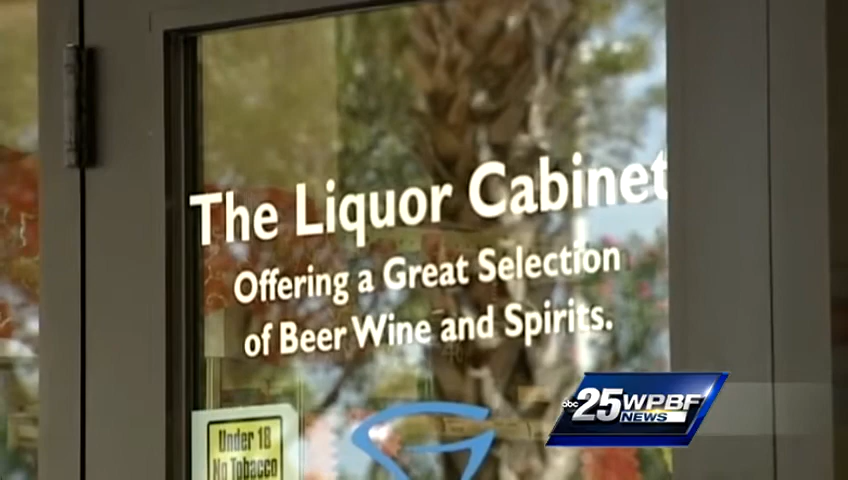 The Liquor Cabinet
Offering a Great Selection
of Beer Wine and Spirits.
Under 18
No Tobacco
abc 25 WPBF
NEWS